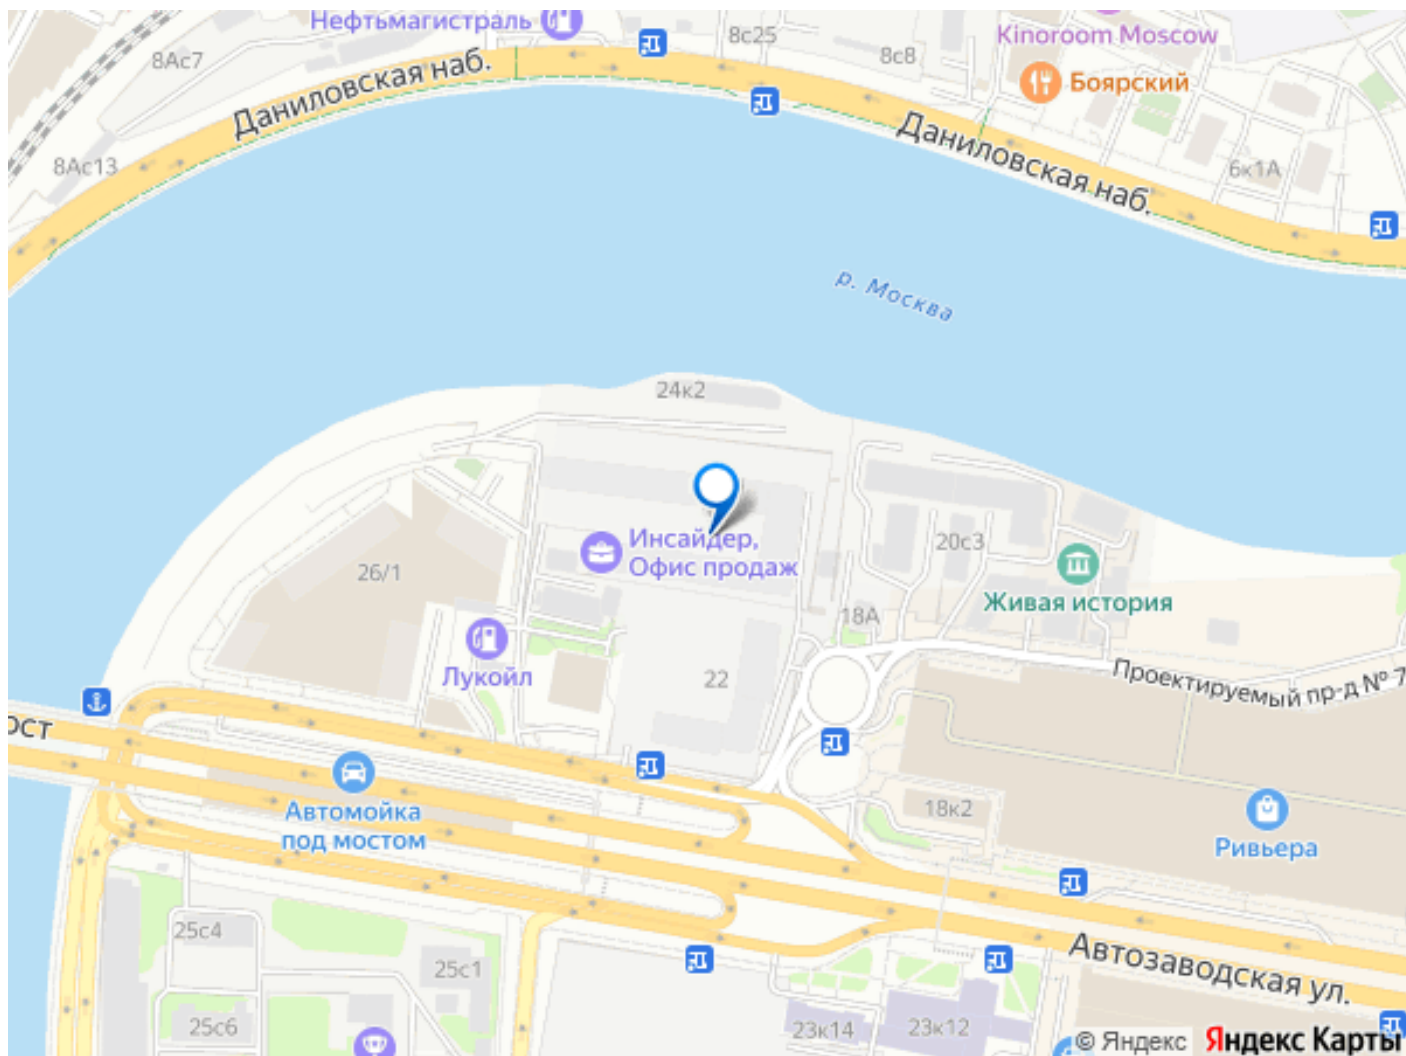 Нефтьмагистраль
8с25
8с8
Kinoroom Moscow
8Ас7
Даниловская наб.
Боярский
Даниловская наб.
8Ас13
6к1А
р. Москва
24к2
Инсайдер,
Офис продаж
20с3
26/1
Живая история
18А
Лукойл
22
Проектируемый пр-д № 7
ост
Автомойка
под мостом
18к2
Ривьера
25с4
Автозаводская ул.
25с1
25с6
23к14
23к12
© Яндекс Яндекс Карты